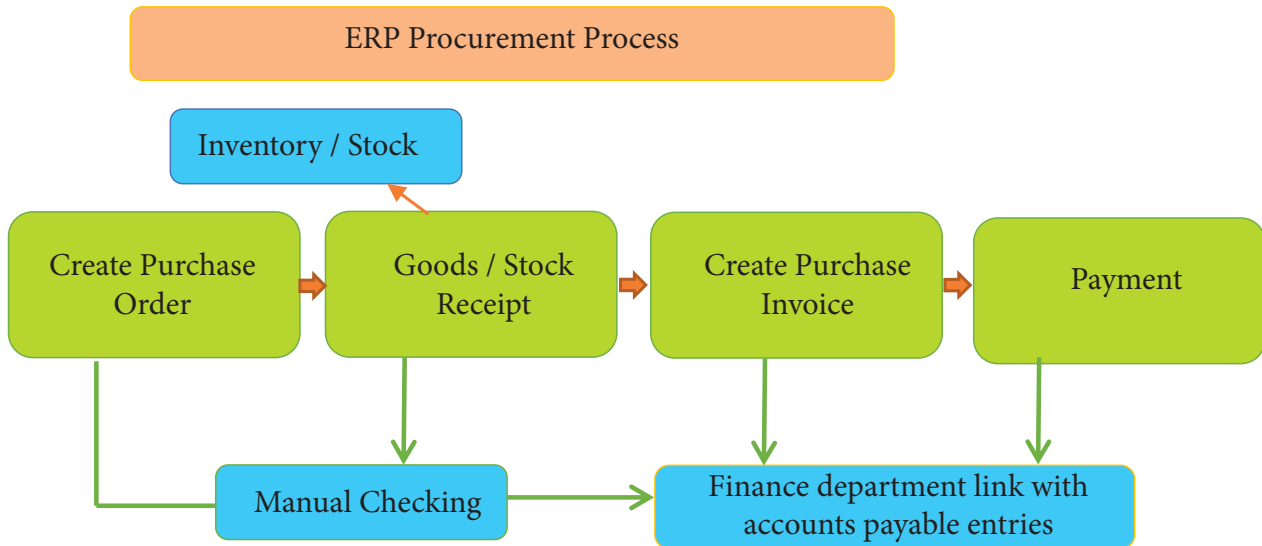 ERP Procurement Process
Inventory / Stock
Create Purchase
Order
Goods / Stock
Receipt
Create Purchase
Invoice
Payment
Manual Checking
Finance department link with
accounts payable entries